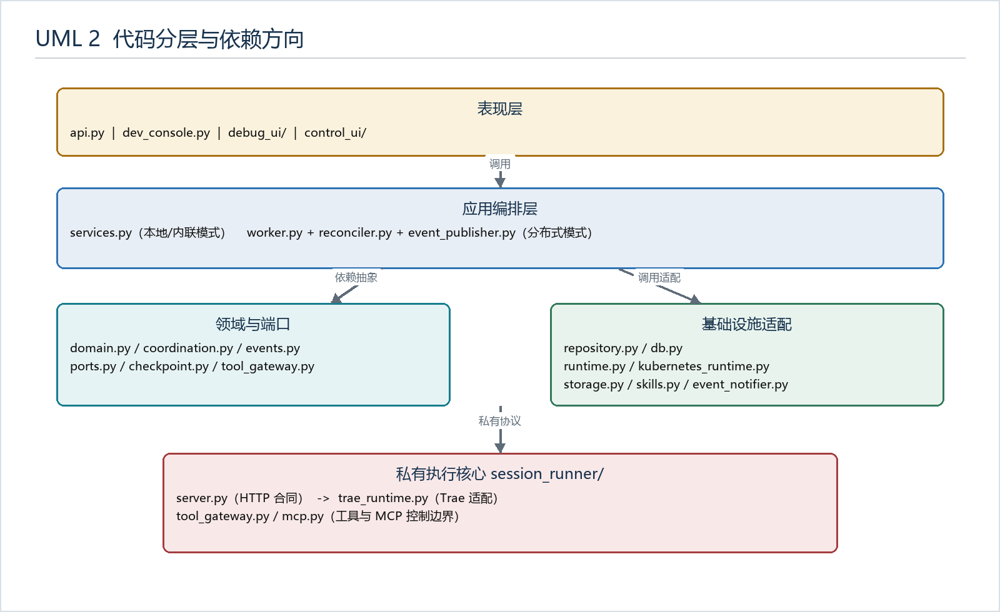 UML 2 代码分层与依赖方向
表现层
api.py | dev_console.py | debug_ui/ | control_ui/
调用
应用编排层
services.py（本地/内联模式） worker.py + reconciler.py + event_publisher.py（分布式模式）
依赖抽象
调用适配
领域与端口
domain.py / coordination.py / events.py
ports.py / checkpoint.py / tool_gateway.py
基础设施适配
repository.py / db.py
runtime.py / kubernetes_runtime.py
storage.py / skills.py / event_notifier.py
私有协议
私有执行核心 session_runner/
server.py（HTTP 合同） -> trae_runtime.py（Trae 适配）
tool_gateway.py / mcp.py（工具与 MCP 控制边界）